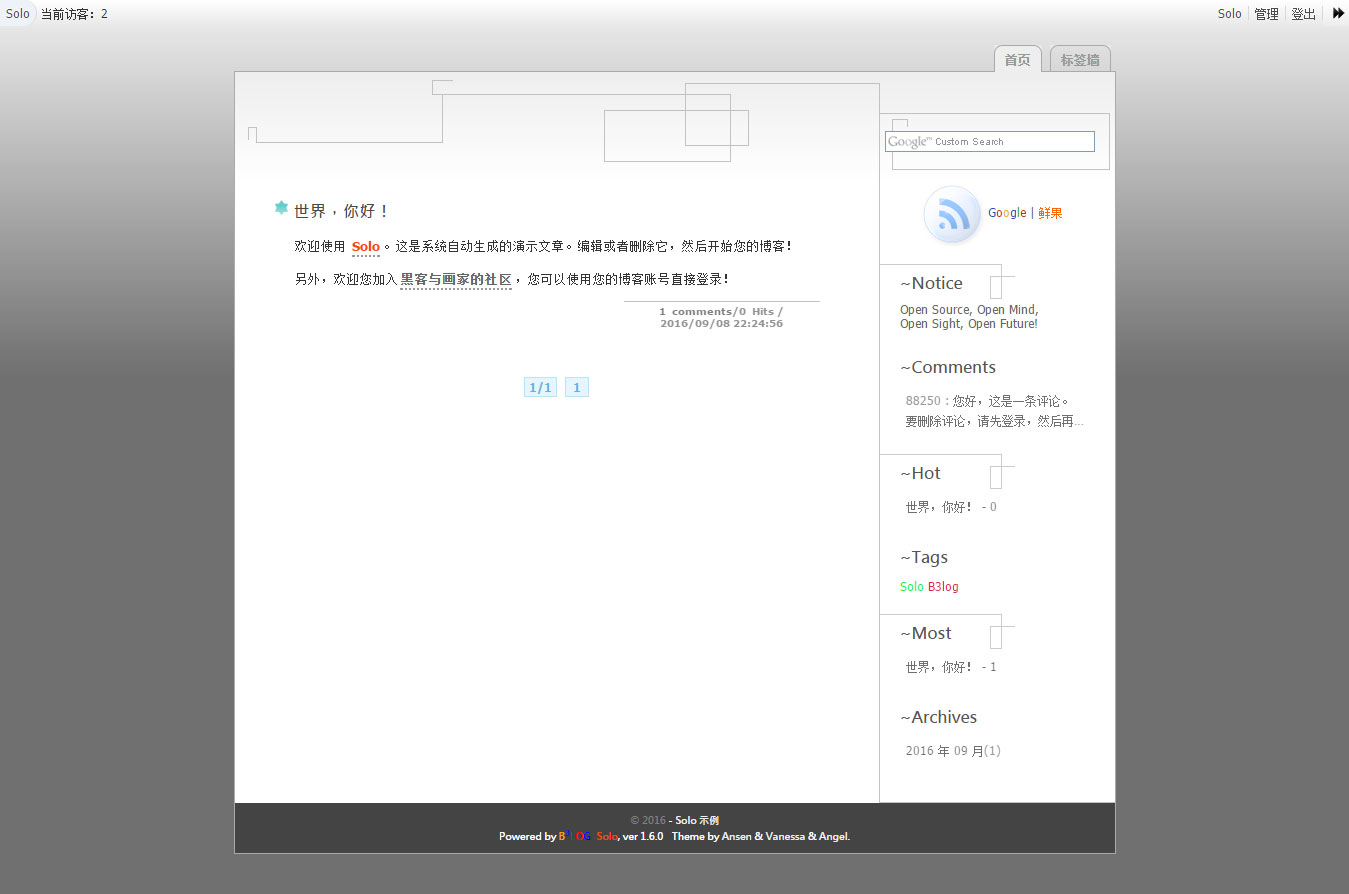 Solo 当前访客：2
Solo 管理 登出
首页 标签墙
Google™ Custom Search
世界，你好！
欢迎使用 Solo 。这是系统自动生成的演示文章。编辑或者删除它，然后开始您的博客！
另外，欢迎您加入 黑客与画家的社区 ，您可以使用您的博客账号直接登录！
1 comments/0 Hits /
2016/09/08 22:24:56
1/1 1
Google | 鲜果
~Notice
Open Source, Open Mind,
Open Sight, Open Future!
~Comments
88250：您好，这是一条评论。
要删除评论，请先登录，然后再...
~Hot
世界，你好！ - 0
~Tags
Solo B3log
~Most
世界，你好！ - 1
~Archives
2016 年 09 月(1)
© 2016 - Solo 示例
Powered by B3LOG Solo, ver 1.6.0 Theme by Ansen & Vanessa & Angel.